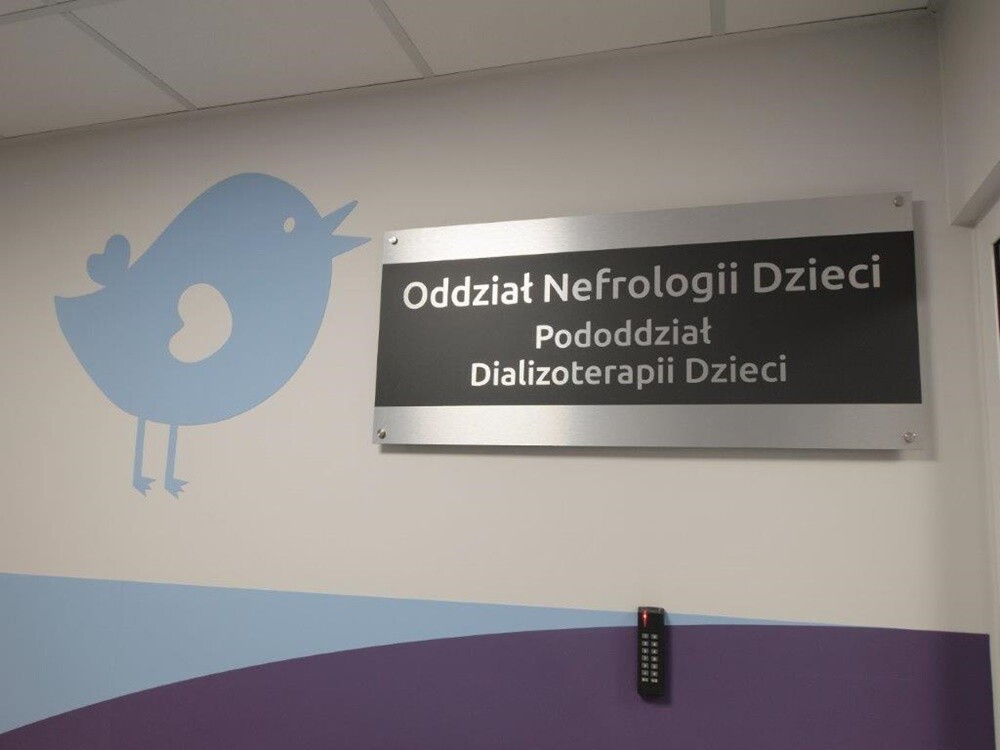 Oddział Nefrologii Dzieci
Pododdział
Dializoterapii Dzieci